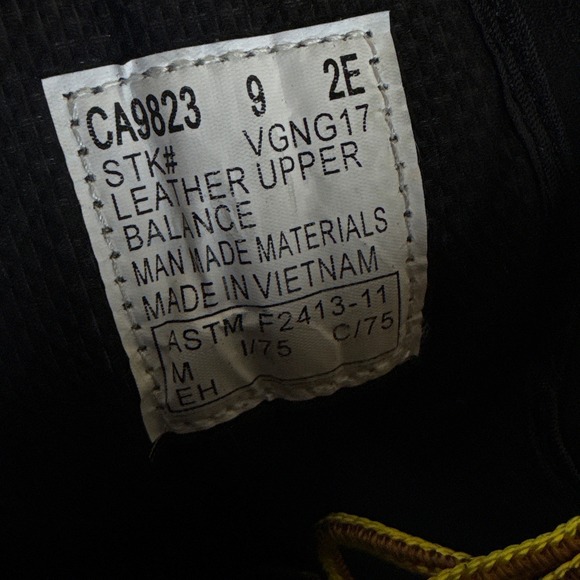 CA9823 9 2E
STK# VGNG17
LEATHER UPPER
BALANCE
MAN MADE MATERIALS
MADE IN VIETNAM
ASTM F2413-11
M I/75 C/75
EH